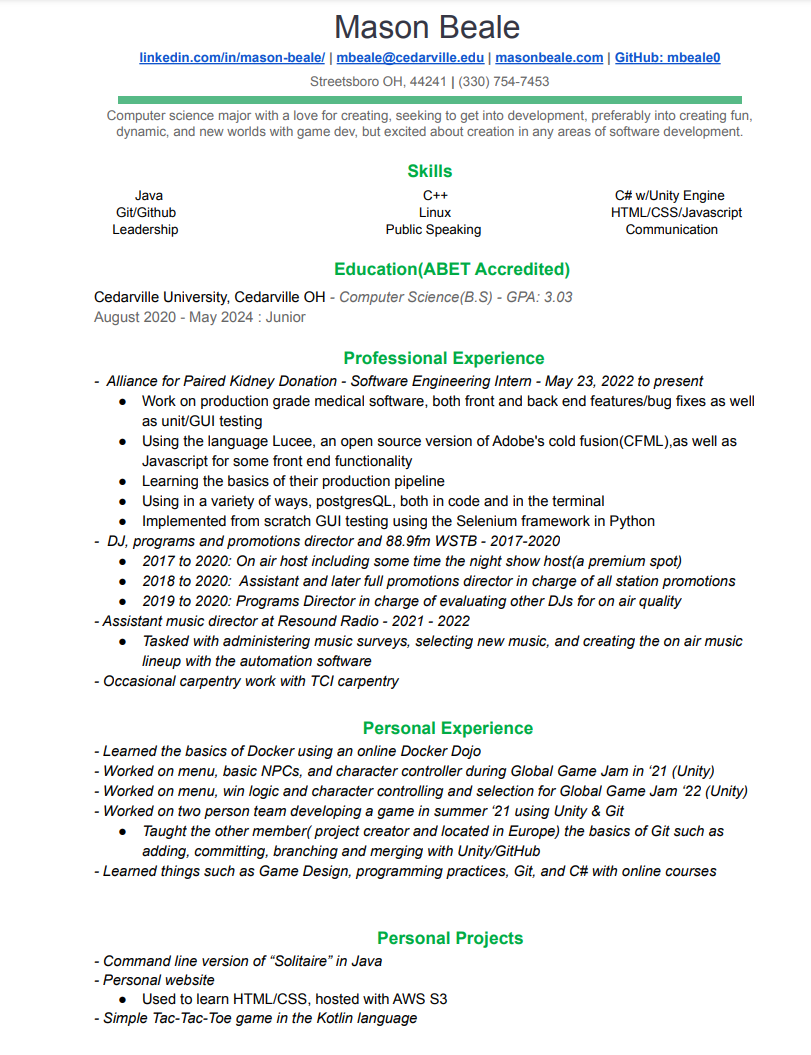 Mason Beale
linkedin.com/in/mason-beale/ | mbeale@cedarville.edu | masonbeale.com | GitHub: mbeale0
Streetsboro OH, 44241 | (330) 754-7453
Computer science major with a love for creating, seeking to get into development, preferably into creating fun,
dynamic, and new worlds with game dev, but excited about creation in any areas of software development.
Skills
Java C++ C# w/Unity Engine
Git/Github Linux HTML/CSS/Javascript
Leadership Public Speaking Communication
Education(ABET Accredited)
Cedarville University, Cedarville OH - Computer Science(B.S) - GPA: 3.03
August 2020 - May 2024 : Junior
Professional Experience
- Alliance for Paired Kidney Donation - Software Engineering Intern - May 23, 2022 to present
● Work on production grade medical software, both front and back end features/bug fixes as well
as unit/GUI testing
● Using the language Lucee, an open source version of Adobe's cold fusion(CFML),as well as
Javascript for some front end functionality
● Learning the basics of their production pipeline
● Using in a variety of ways, postgresQL, both in code and in the terminal
● Implemented from scratch GUI testing using the Selenium framework in Python
- DJ, programs and promotions director and 88.9fm WSTB - 2017-2020
● 2017 to 2020: On air host including some time the night show host(a premium spot)
● 2018 to 2020: Assistant and later full promotions director in charge of all station promotions
● 2019 to 2020: Programs Director in charge of evaluating other DJs for on air quality
- Assistant music director at Resound Radio - 2021 - 2022
● Tasked with administering music surveys, selecting new music, and creating the on air music
lineup with the automation software
- Occasional carpentry work with TCI carpentry
Personal Experience
- Learned the basics of Docker using an online Docker Dojo
- Worked on menu, basic NPCs, and character controller during Global Game Jam in ‘21 (Unity)
- Worked on menu, win logic and character controlling and selection for Global Game Jam ‘22 (Unity)
- Worked on two person team developing a game in summer ‘21 using Unity & Git
● Taught the other member( project creator and located in Europe) the basics of Git such as
adding, committing, branching and merging with Unity/GitHub
- Learned things such as Game Design, programming practices, Git, and C# with online courses
Personal Projects
- Command line version of “Solitaire” in Java
- Personal website
● Used to learn HTML/CSS, hosted with AWS S3
- Simple Tac-Tac-Toe game in the Kotlin language